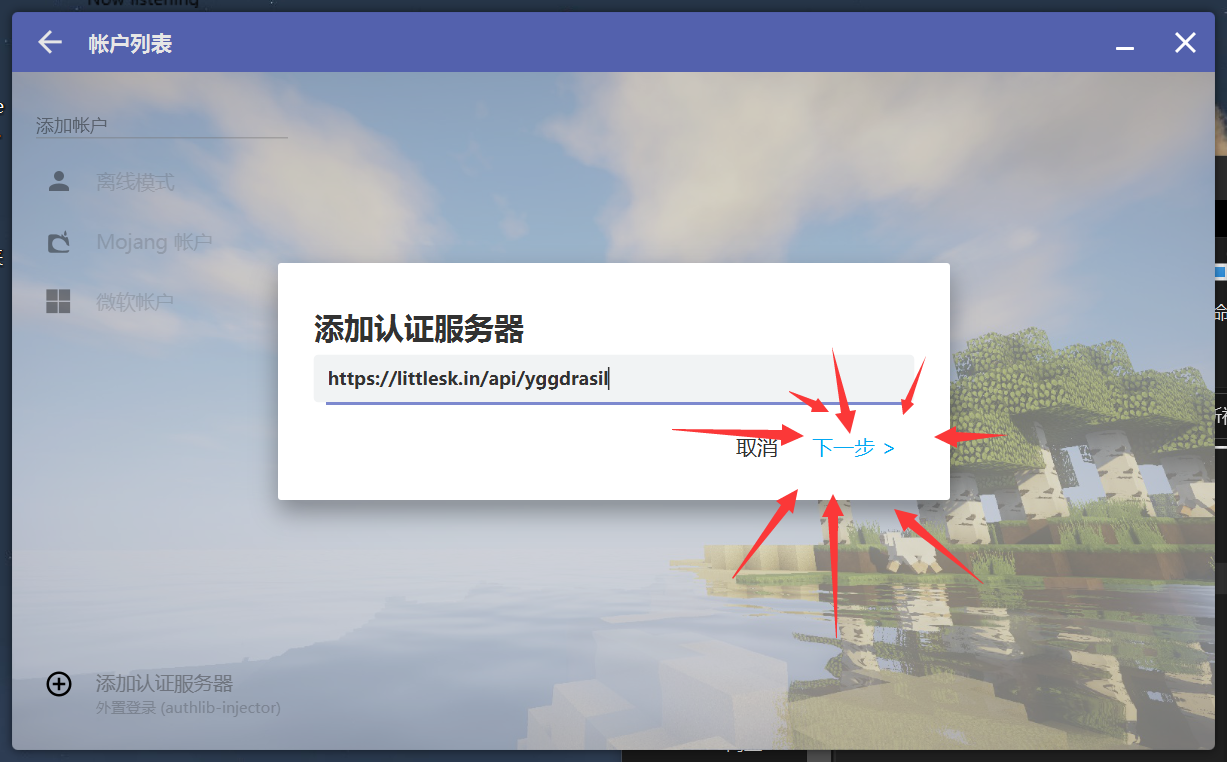 Now listening
帐户列表
添加帐户
离线模式
Mojang 帐户
微软帐户
添加认证服务器
https://littlesk.in/api/yggdrasil
取消
下一步 >
添加认证服务器
外置登录 (authlib-injector)